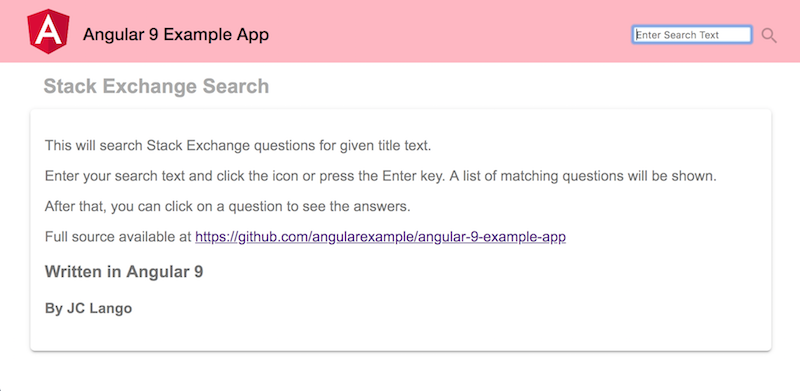 A
Angular 9 Example App
Enter Search Text
Stack Exchange Search
This will search Stack Exchange questions for given title text.
Enter your search text and click the icon or press the Enter key. A list of matching questions will be shown.
After that, you can click on a question to see the answers.
Full source available at https://github.com/angularexample/angular-9-example-app
Written in Angular 9
By JC Lango